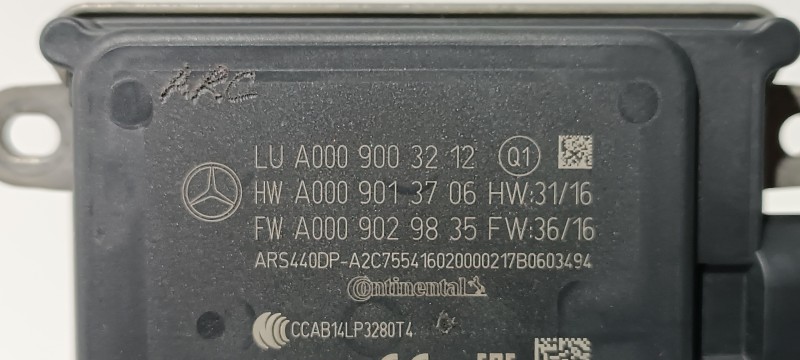 ARC
LU A000 900 32 12 Q1
HW A000 901 37 06 HW:31/16
FW A000 902 98 35 FW:36/16
ARS440DP-A2C75541602000217B0603494
Continental
CCAB14LP3280T4